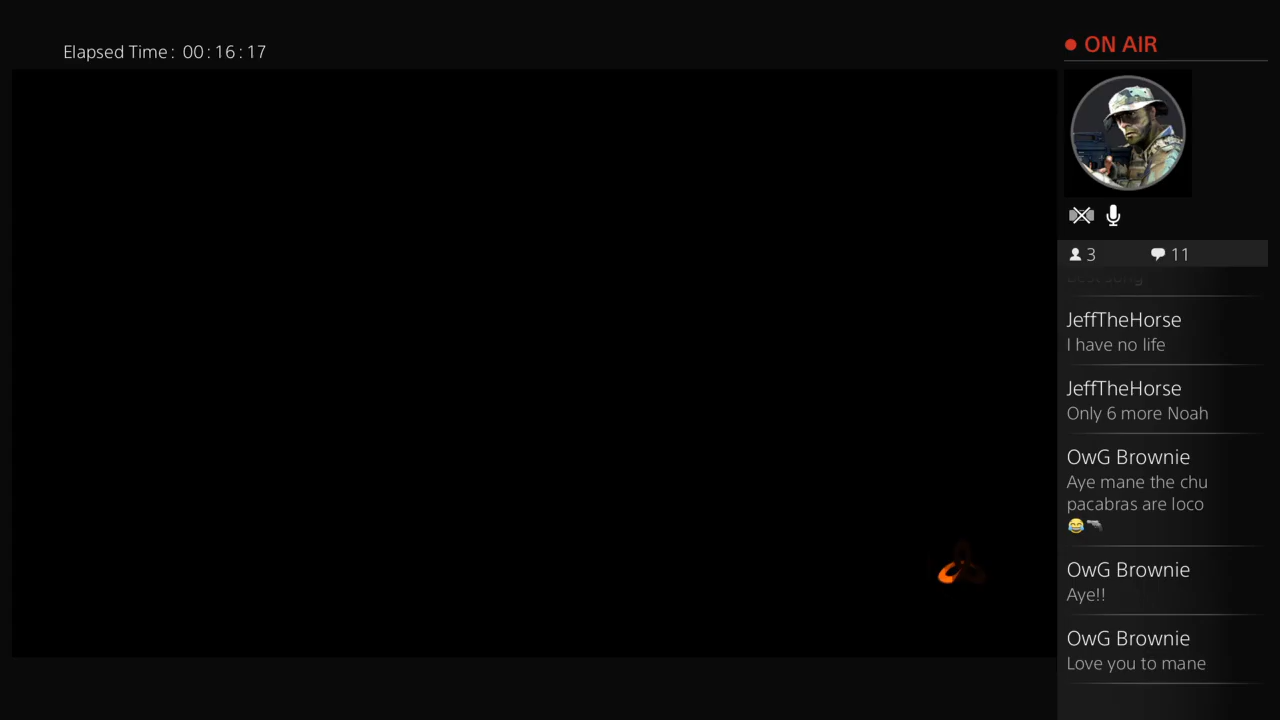 Elapsed Time: 00:16:17
ON AIR
3 11
JeffTheHorse
I have no life
JeffTheHorse
Only 6 more Noah
OwG Brownie
Aye mane the chu
pacabras are loco
😂🔫
OwG Brownie
Aye!!
OwG Brownie
Love you to mane